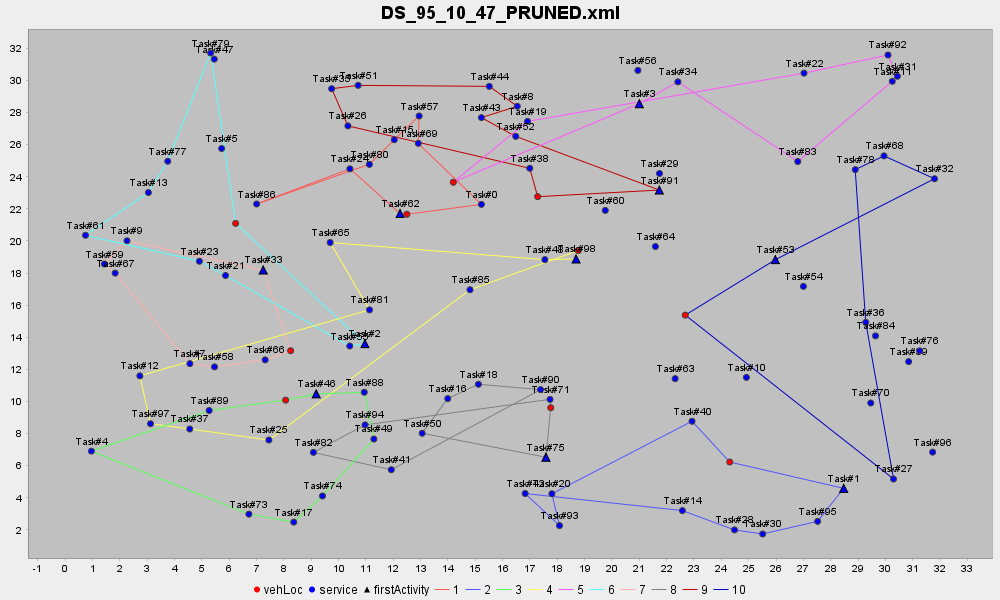 DS_95_10_47_PRUNED.xml
32
30
28
26
24
22
20
18
16
14
12
10
8
6
4
2
Task#79
Task#47
Task#56
Task#92
Task#22
Task#31
Task#11
Task#34
Task#3
Task#35
Task#51
Task#44
Task#8
Task#43
Task#19
Task#57
Task#26
Task#15
Task#69
Task#52
Task#5
Task#77
Task#24
Task#80
Task#38
Task#29
Task#91
Task#83
Task#78
Task#68
Task#32
Task#13
Task#86
Task#62
Task#0
Task#60
Task#61
Task#9
Task#65
Task#64
Task#98
Task#53
Task#59
Task#67
Task#23
Task#21
Task#33
Task#85
Task#54
Task#81
Task#36
Task#84
Task#2
Task#76
Task#7
Task#58
Task#66
Task#12
Task#63
Task#10
Task#46
Task#88
Task#16
Task#18
Task#90
Task#71
Task#70
Task#89
Task#97
Task#37
Task#25
Task#94
Task#49
Task#50
Task#40
Task#4
Task#82
Task#41
Task#75
Task#96
Task#27
Task#1
Task#73
Task#17
Task#74
Task#20
Task#93
Task#14
Task#28
Task#30
Task#95
-1 0 1 2 3 4 5 6 7 8 9 10 11 12 13 14 15 16 17 18 19 20 21 22 23 24 25 26 27 28 29 30 31 32 33
vehLoc service firstActivity 1 2 3 4 5 6 7 8 9 10